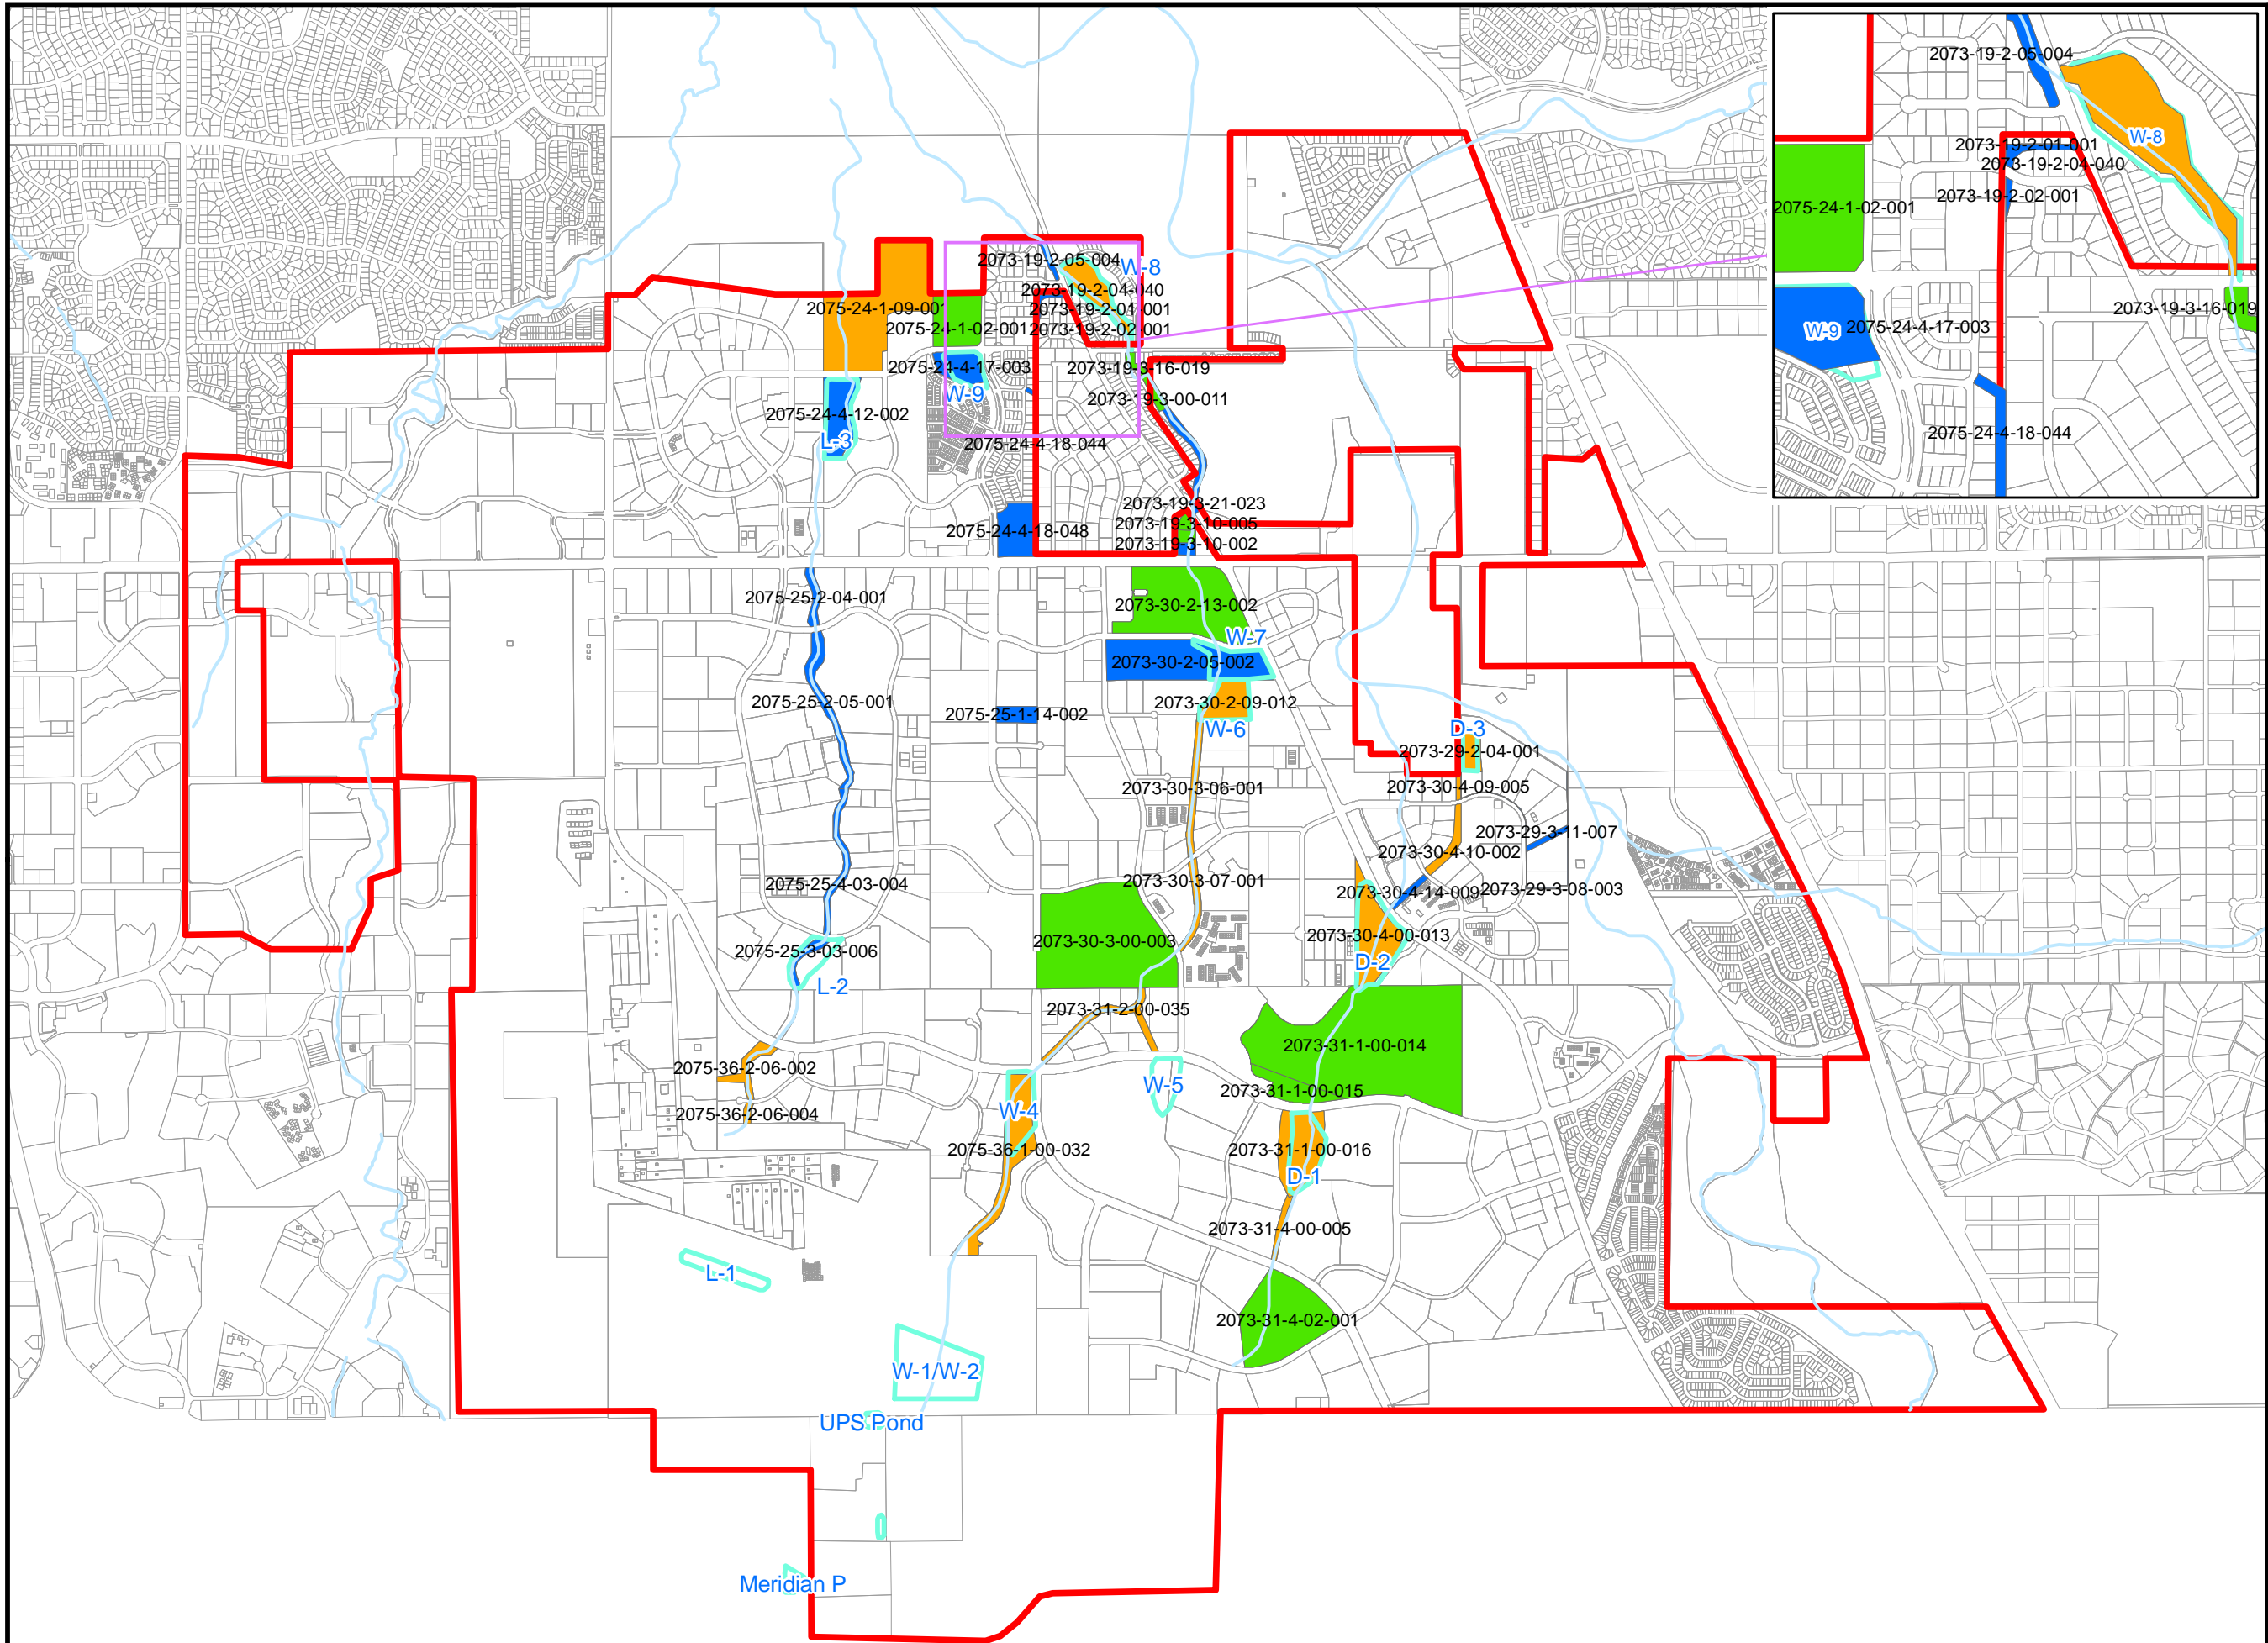 2073-19-2-05-004
W-8
2073-19-2-04-040
2073-19-2-01-001
2073-19-2-02-001
2075-24-1-09-001
2075-24-1-02-001
2075-24-4-17-003
W-9
2073-19-3-16-019
2073-19-3-00-011
2075-24-4-12-002
L-3
2075-24-4-18-044
2073-19-3-21-023
2073-19-3-10-005
2073-19-3-10-002
2075-24-4-18-048
2075-25-2-04-001
2073-30-2-13-002
W-7
2073-30-2-05-002
2075-25-2-05-001
2075-25-1-14-002
2073-30-2-09-012
W-6
D-3
2073-29-2-04-001
2073-30-3-06-001
2073-30-4-09-005
2073-29-3-11-007
2073-30-4-10-002
2075-25-4-03-004
2073-30-3-07-001
2073-30-4-14-009
2073-29-3-08-003
2075-25-3-03-006
2073-30-3-00-003
2073-30-4-00-013
D-2
L-2
2073-31-2-00-035
2073-31-1-00-014
2075-36-2-06-002
W-5
2073-31-1-00-015
2075-36-2-06-004
W-4
2075-36-1-00-032
2073-31-1-00-016
D-1
2073-31-4-00-005
L-1
2073-31-4-02-001
W-1/W-2
UPS Pond
Meridian P
2073-19-2-05-004
W-8
2073-19-2-01-001
2073-19-2-04-040
2073-19-2-02-001
2075-24-1-02-001
2073-19-3-16-019
W-9
2075-24-4-17-003
2075-24-4-18-044